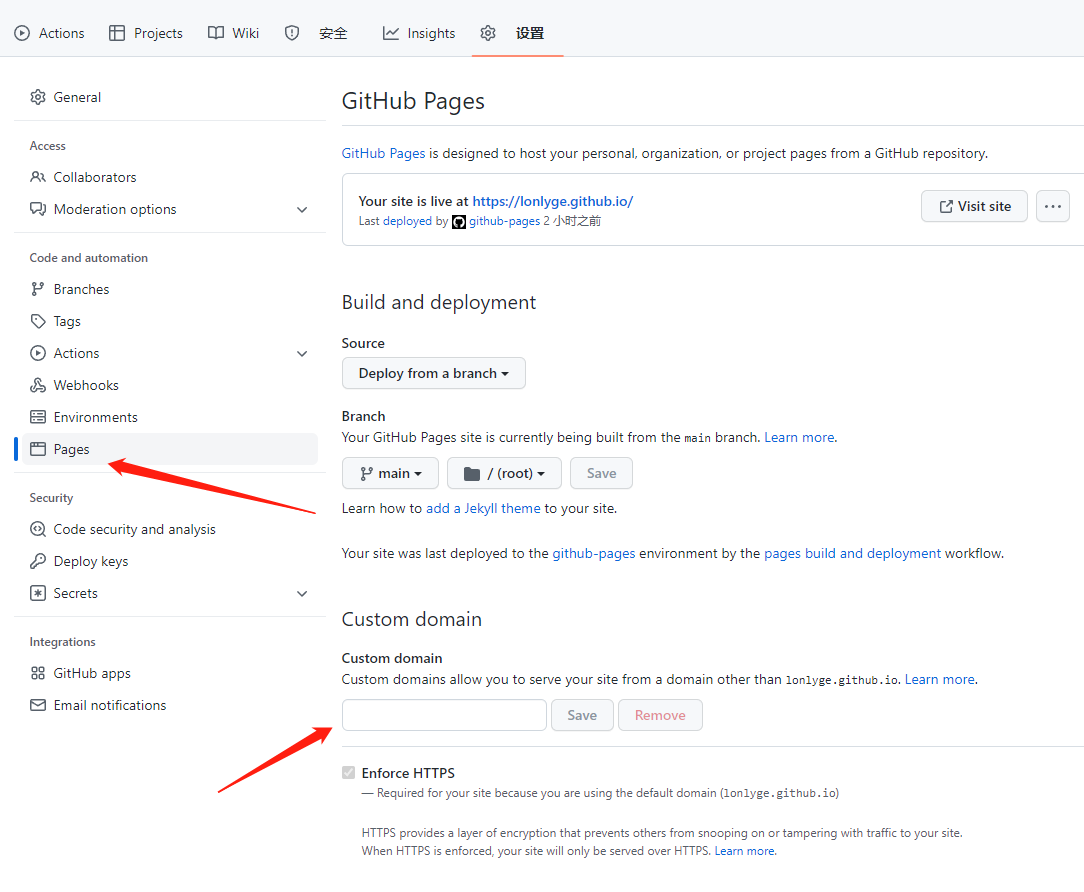 Actions Projects Wiki 安全 Insights 设置
General
Access
Collaborators
Moderation options
Code and automation
Branches
Tags
Actions
Webhooks
Environments
Pages
Security
Code security and analysis
Deploy keys
Secrets
Integrations
GitHub apps
Email notifications
GitHub Pages
GitHub Pages is designed to host your personal, organization, or project pages from a GitHub repository.
Your site is live at https://lonlyge.github.io/
Last deployed by github-pages 2 小时之前
Visit site ···
Build and deployment
Source
Deploy from a branch
Branch
Your GitHub Pages site is currently being built from the main branch. Learn more.
main / (root) Save
Learn how to add a Jekyll theme to your site.
Your site was last deployed to the github-pages environment by the pages build and deployment workflow.
Custom domain
Custom domain
Custom domains allow you to serve your site from a domain other than lonlyge.github.io. Learn more.
Save Remove
Enforce HTTPS
— Required for your site because you are using the default domain (lonlyge.github.io)
HTTPS provides a layer of encryption that prevents others from snooping on or tampering with traffic to your site.
When HTTPS is enforced, your site will only be served over HTTPS. Learn more.